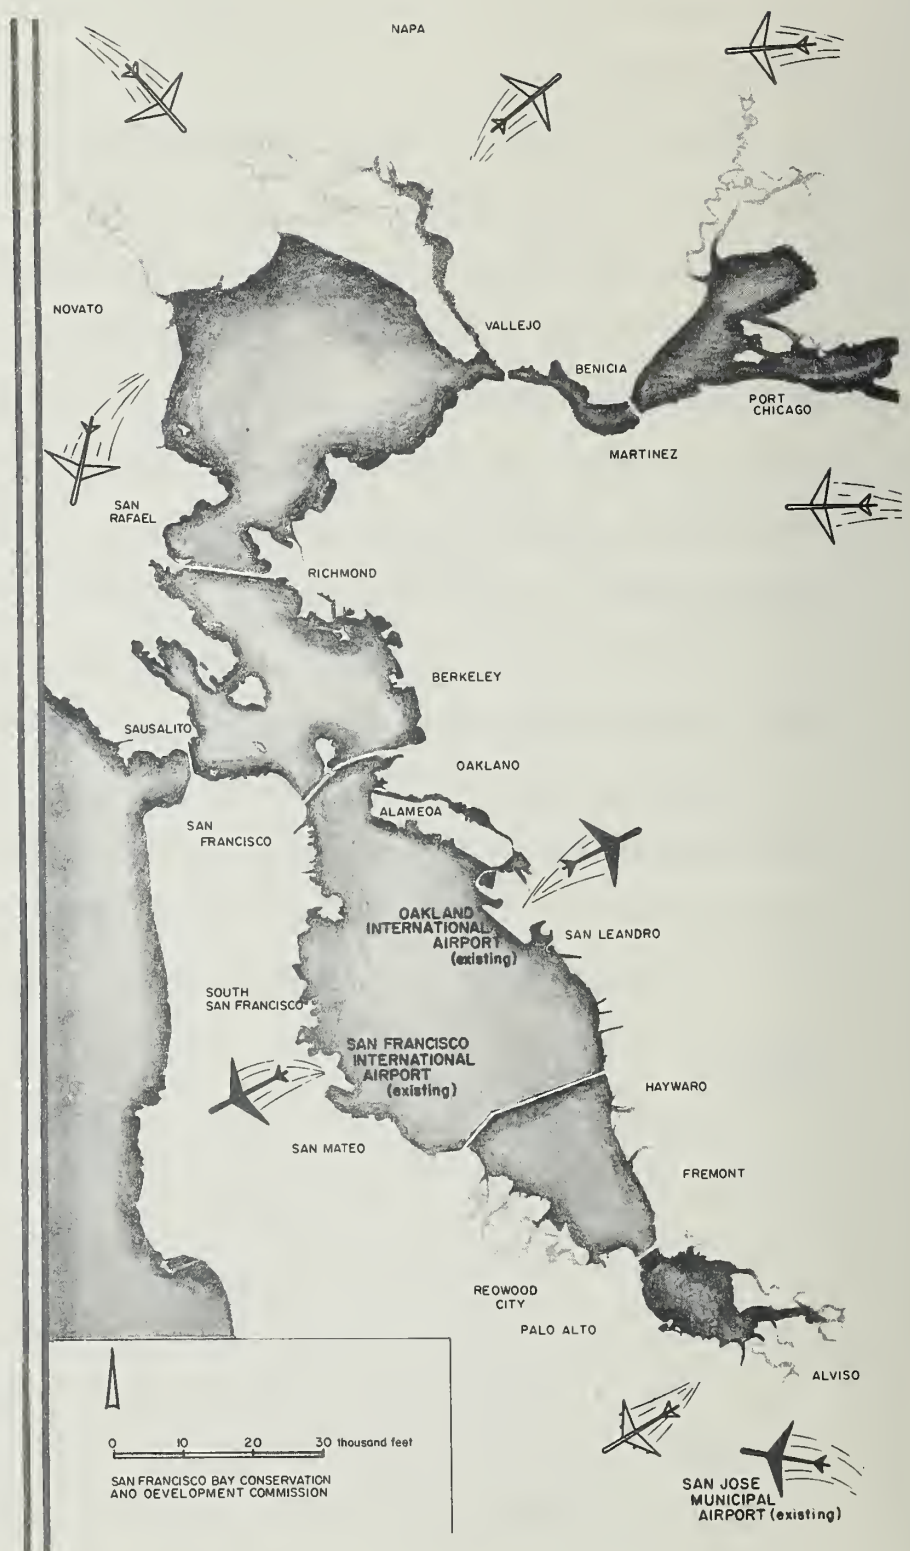 NAPA
NOVATO
VALLEJO
BENICIA
PORT
CHICAGO
MARTINEZ
SAN
RAFAEL
RICHMOND
BERKELEY
SAUSALITO
OAKLANO
ALAMEOA
SAN
FRANCISCO
OAKLAND
INTERNATIONAL
AIRPORT
(existing)
SAN LEANDRO
SOUTH
SAN FRANCISCO
SAN FRANCISCO
INTERNATIONAL
AIRPORT
(existing)
HAYWARO
SAN MATEO
FREMONT
REOWOOD
CITY
PALO ALTO
ALVISO
0 10 20 30 thousand feet
SAN FRANCISCO BAY CONSERVATION
AND OEVELOPMENT COMMISSION
SAN JOSE
MUNICIPAL
AIRPORT (existing)